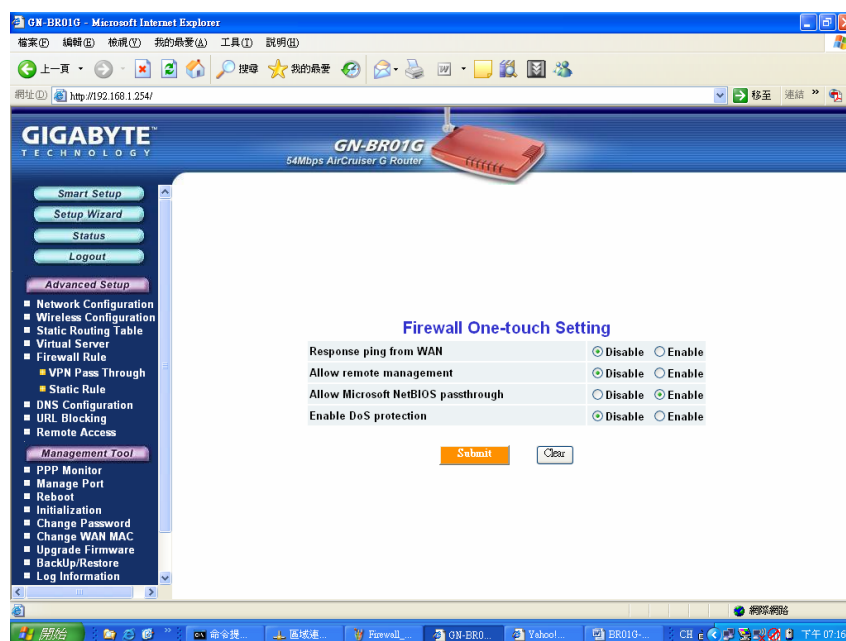 GN-BR01G - Microsoft Internet Explorer
檔案(F) 編輯(E) 檢視(V) 我的最愛(A) 工具(T) 說明(H)
上一頁 搜尋 我的最愛
網址(D) http://192.168.1.254/ 移至 連結 »
GIGABYTE™
TECHNOLOGY
GN-BR01G
54Mbps AirCruiser G Router
Smart Setup
Setup Wizard
Status
Logout
Advanced Setup
Network Configuration
Wireless Configuration
Static Routing Table
Virtual Server
Firewall Rule
VPN Pass Through
Static Rule
DNS Configuration
URL Blocking
Remote Access
Management Tool
PPP Monitor
Manage Port
Reboot
Initialization
Change Password
Change WAN MAC
Upgrade Firmware
BackUp/Restore
Log Information
Firewall One-touch Setting
Response ping from WAN Disable Enable
Allow remote management Disable Enable
Allow Microsoft NetBIOS passthrough Disable Enable
Enable DoS protection Disable Enable
Submit Clear
網際網路
開始 » 命令提... 區域連... Firewall_... GN-BR0... Yahoo!... BR01G-... CH 下午 07:16